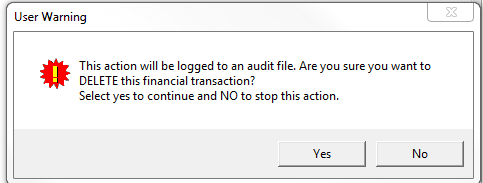 User Warning
This action will be logged to an audit file. Are you sure you want to
DELETE this financial transaction?
Select yes to continue and NO to stop this action.
Yes
No